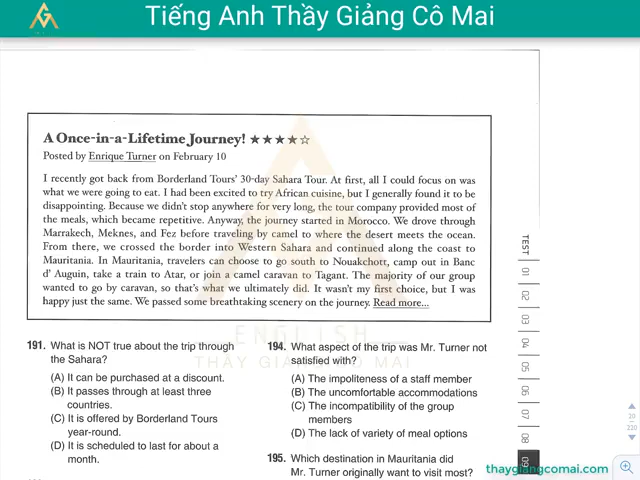 Tiếng Anh Thầy Giảng Cô Mai
A Once-in-a-Lifetime Journey! ★★★★☆
Posted by Enrique Turner on February 10
I recently got back from Borderland Tours' 30-day Sahara Tour. At first, all I could focus on was
what we were going to eat. I had been excited to try African cuisine, but I generally found it to be
disappointing. Because we didn't stop anywhere for very long, the tour company provided most of
the meals, which became repetitive. Anyway, the journey started in Morocco. We drove through
Marrakech, Meknes, and Fez before traveling by camel to where the desert meets the ocean.
From there, we crossed the border into Western Sahara and continued along the coast to
Mauritania. In Mauritania, travelers can choose to go south to Nouakchott, camp out in Banc
d' Auguin, take a train to Atar, or join a camel caravan to Tagant. The majority of our group
wanted to go by caravan, so that's what we ultimately did. It wasn't my first choice, but I was
happy just the same. We passed some breathtaking scenery on the journey. Read more...
ENGLISH
THẦY GIẢNG CÔ MAI
191. What is NOT true about the trip through
the Sahara?
(A) It can be purchased at a discount.
(B) It passes through at least three
countries.
(C) It is offered by Borderland Tours
year-round.
(D) It is scheduled to last for about a
month.
194. What aspect of the trip was Mr. Turner not
satisfied with?
(A) The impoliteness of a staff member
(B) The uncomfortable accommodations
(C) The incompatibility of the group
members
(D) The lack of variety of meal options
195. Which destination in Mauritania did
Mr. Turner originally want to visit most?
TEST
01
02
03
04
05
06
07
08
09
220
thaygiangcomai.com